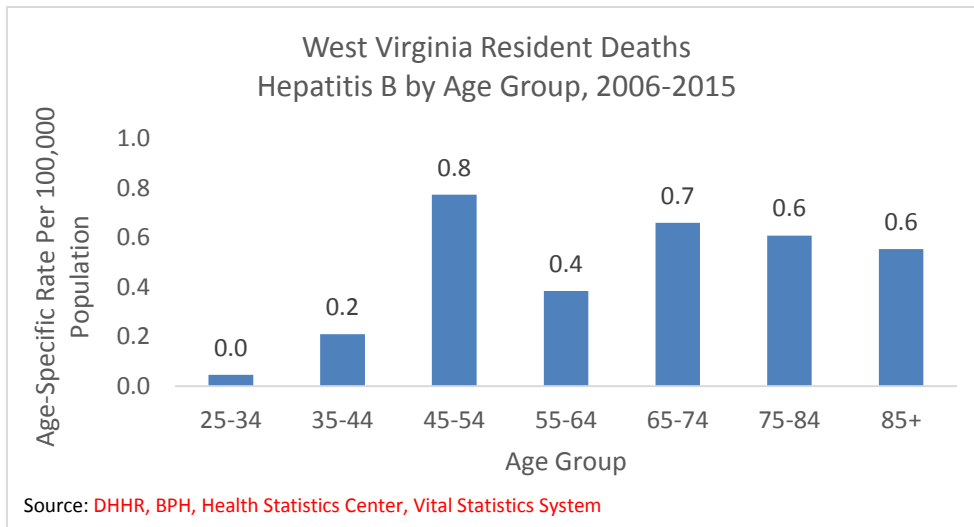 West Virginia Resident Deaths
Hepatitis B by Age Group, 2006-2015
Age-Specific Rate Per 100,000
Population
1.0
0.8
0.6
0.4
0.2
0.0
0.0
0.2
0.8
0.4
0.7
0.6
0.6
25-34 35-44 45-54 55-64 65-74 75-84 85+
Age Group
Source: DHHR, BPH, Health Statistics Center, Vital Statistics System